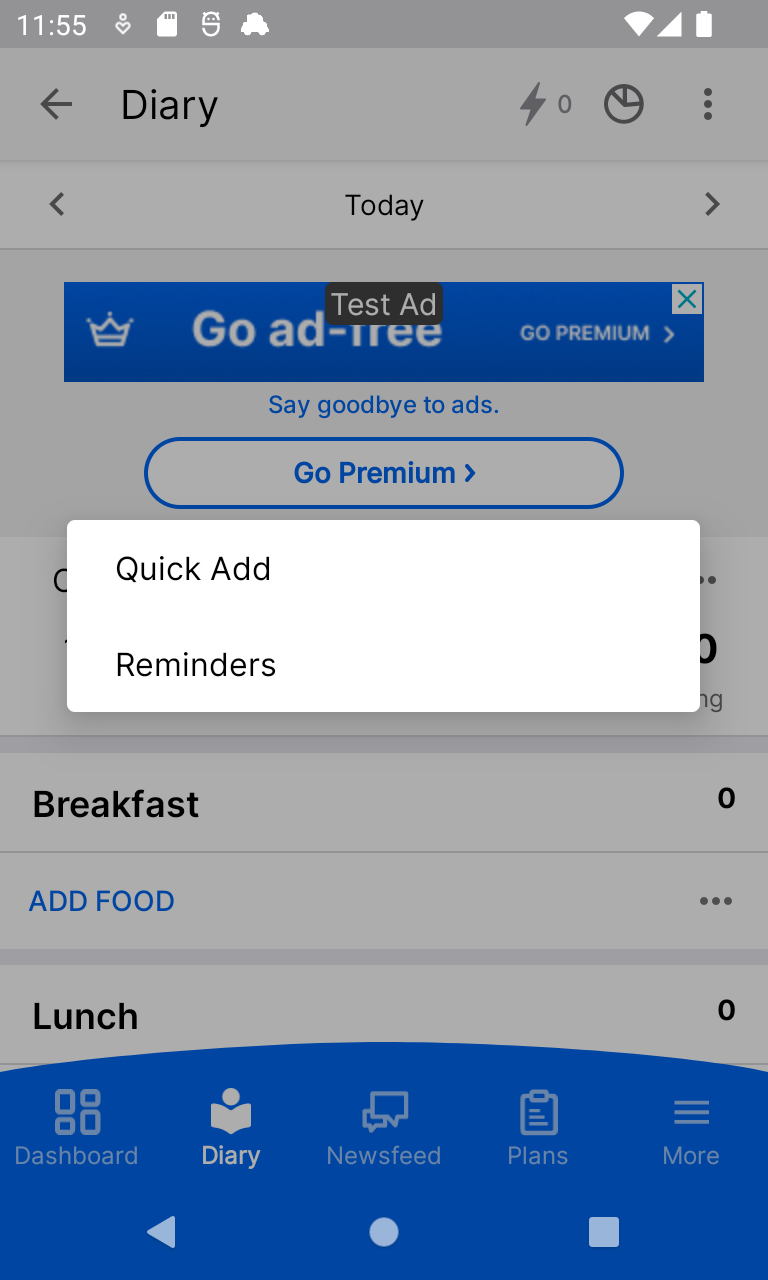 11:55
Diary
0
Today
Test Ad
Go ad-free
GO PREMIUM
Say goodbye to ads.
Go Premium ›
Quick Add
Reminders
0
Breakfast
0
ADD FOOD
Lunch
0
Dashboard
Diary
Newsfeed
Plans
More